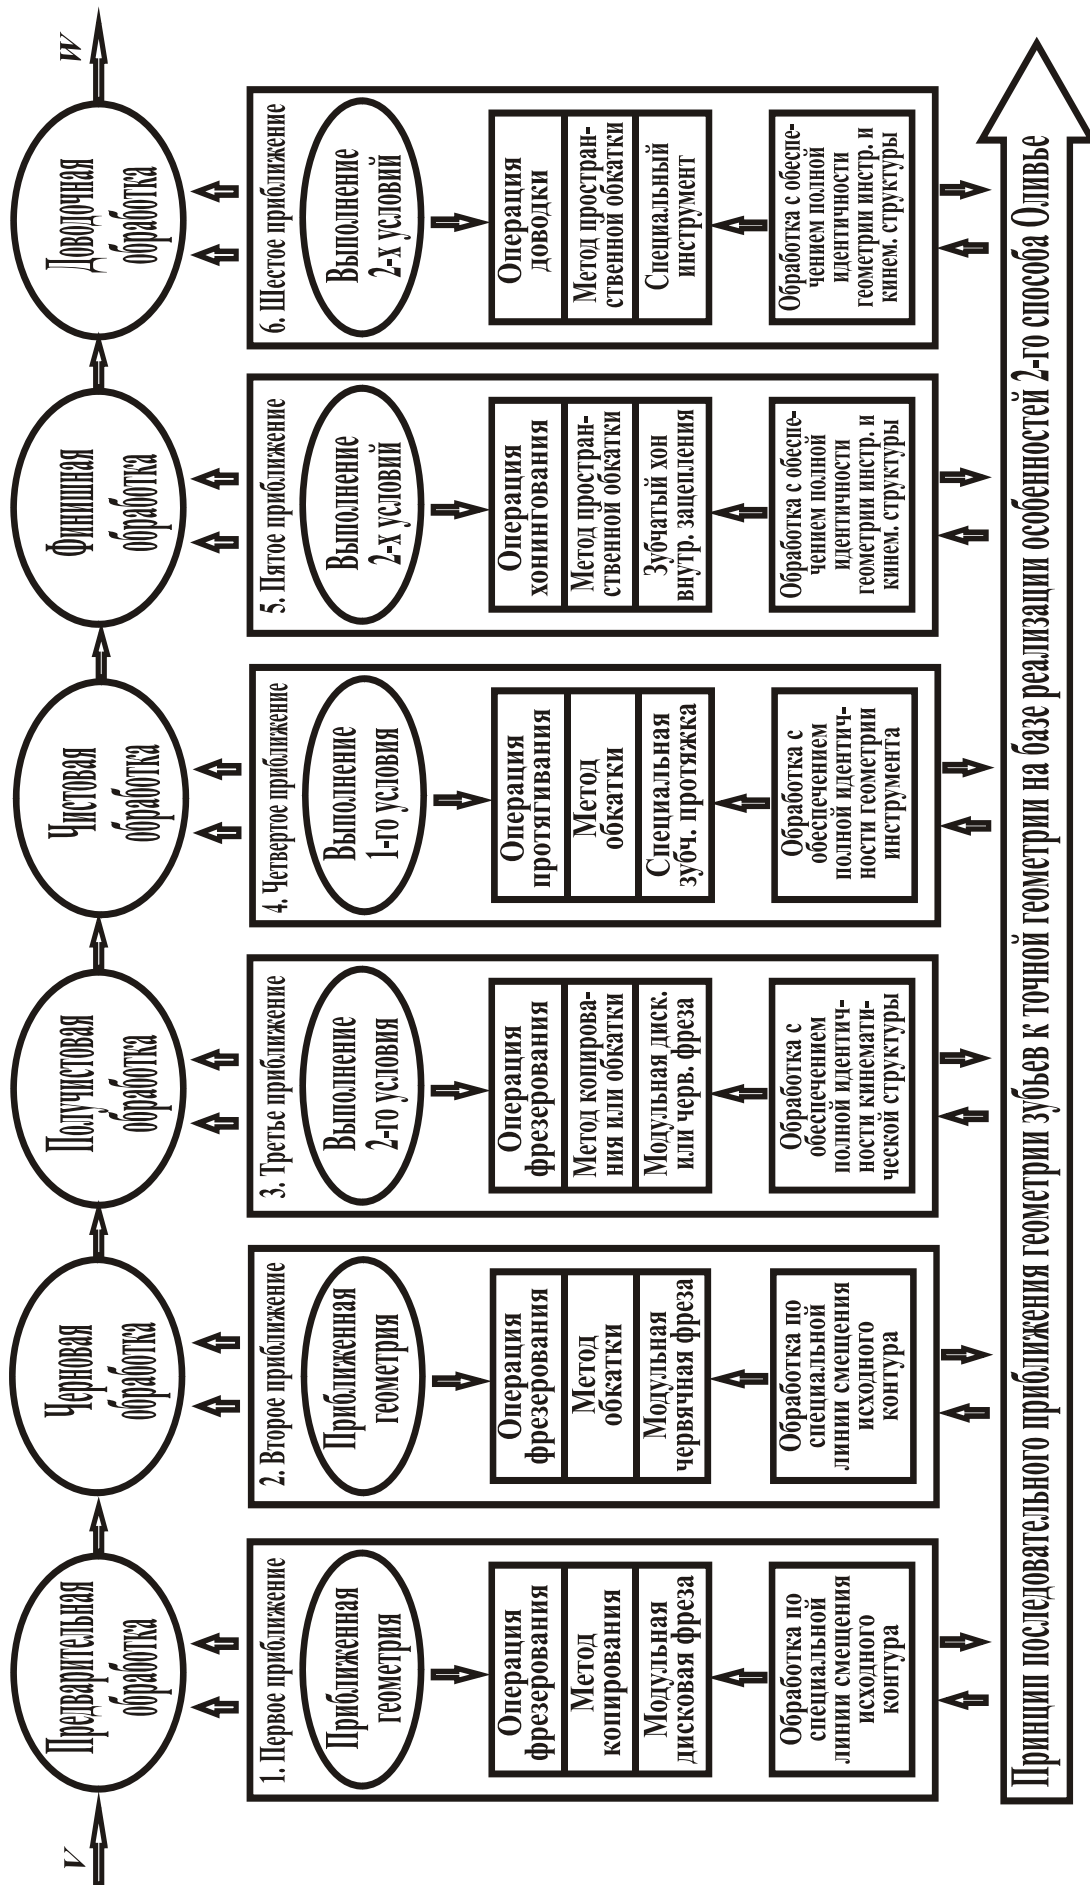 V
Предварительная
обработка
Черновая
обработка
Получистовая
обработка
Чистовая
обработка
Финишная
обработка
Доводочная
обработка
W
1. Первое приближение
Приближенная
геометрия
Операция
фрезерования
Метод
копирования
Модульная
дисковая фреза
Обработка по
специальной
линии смещения
исходного
контура
2. Второе приближение
Приближенная
геометрия
Операция
фрезерования
Метод
обкатки
Модульная
червячная фреза
Обработка по
специальной
линии смещения
исходного
контура
3. Третье приближение
Выполнение
2-го условия
Операция
фрезерования
Метод копирова-
ния или обкатки
Модульная диск.
или черв. фреза
Обработка с
обеспечением
полной идентич-
ности кинемати-
ческой структуры
4. Четвертое приближение
Выполнение
1-го условия
Операция
протягивания
Метод
обкатки
Специальная
зубч. протяжка
Обработка с
обеспечением
полной идентич-
ности геометрии
инструмента
5. Пятое приближение
Выполнение
2-х условий
Операция
хонингования
Метод простран-
ственной обкатки
Зубчатый хон
внутр. зацепления
Обработка с обеспе-
чением полной
идентичности
геометрии инстр. и
кинем. структуры
6. Шестое приближение
Выполнение
2-х условий
Операция
доводки
Метод простран-
ственной обкатки
Специальный
инструмент
Обработка с обеспе-
чением полной
идентичности
геометрии инстр. и
кинем. структуры
Принцип последовательного приближения геометрии зубьев к точной геометрии на базе реализации особенностей 2-го способа Оливье